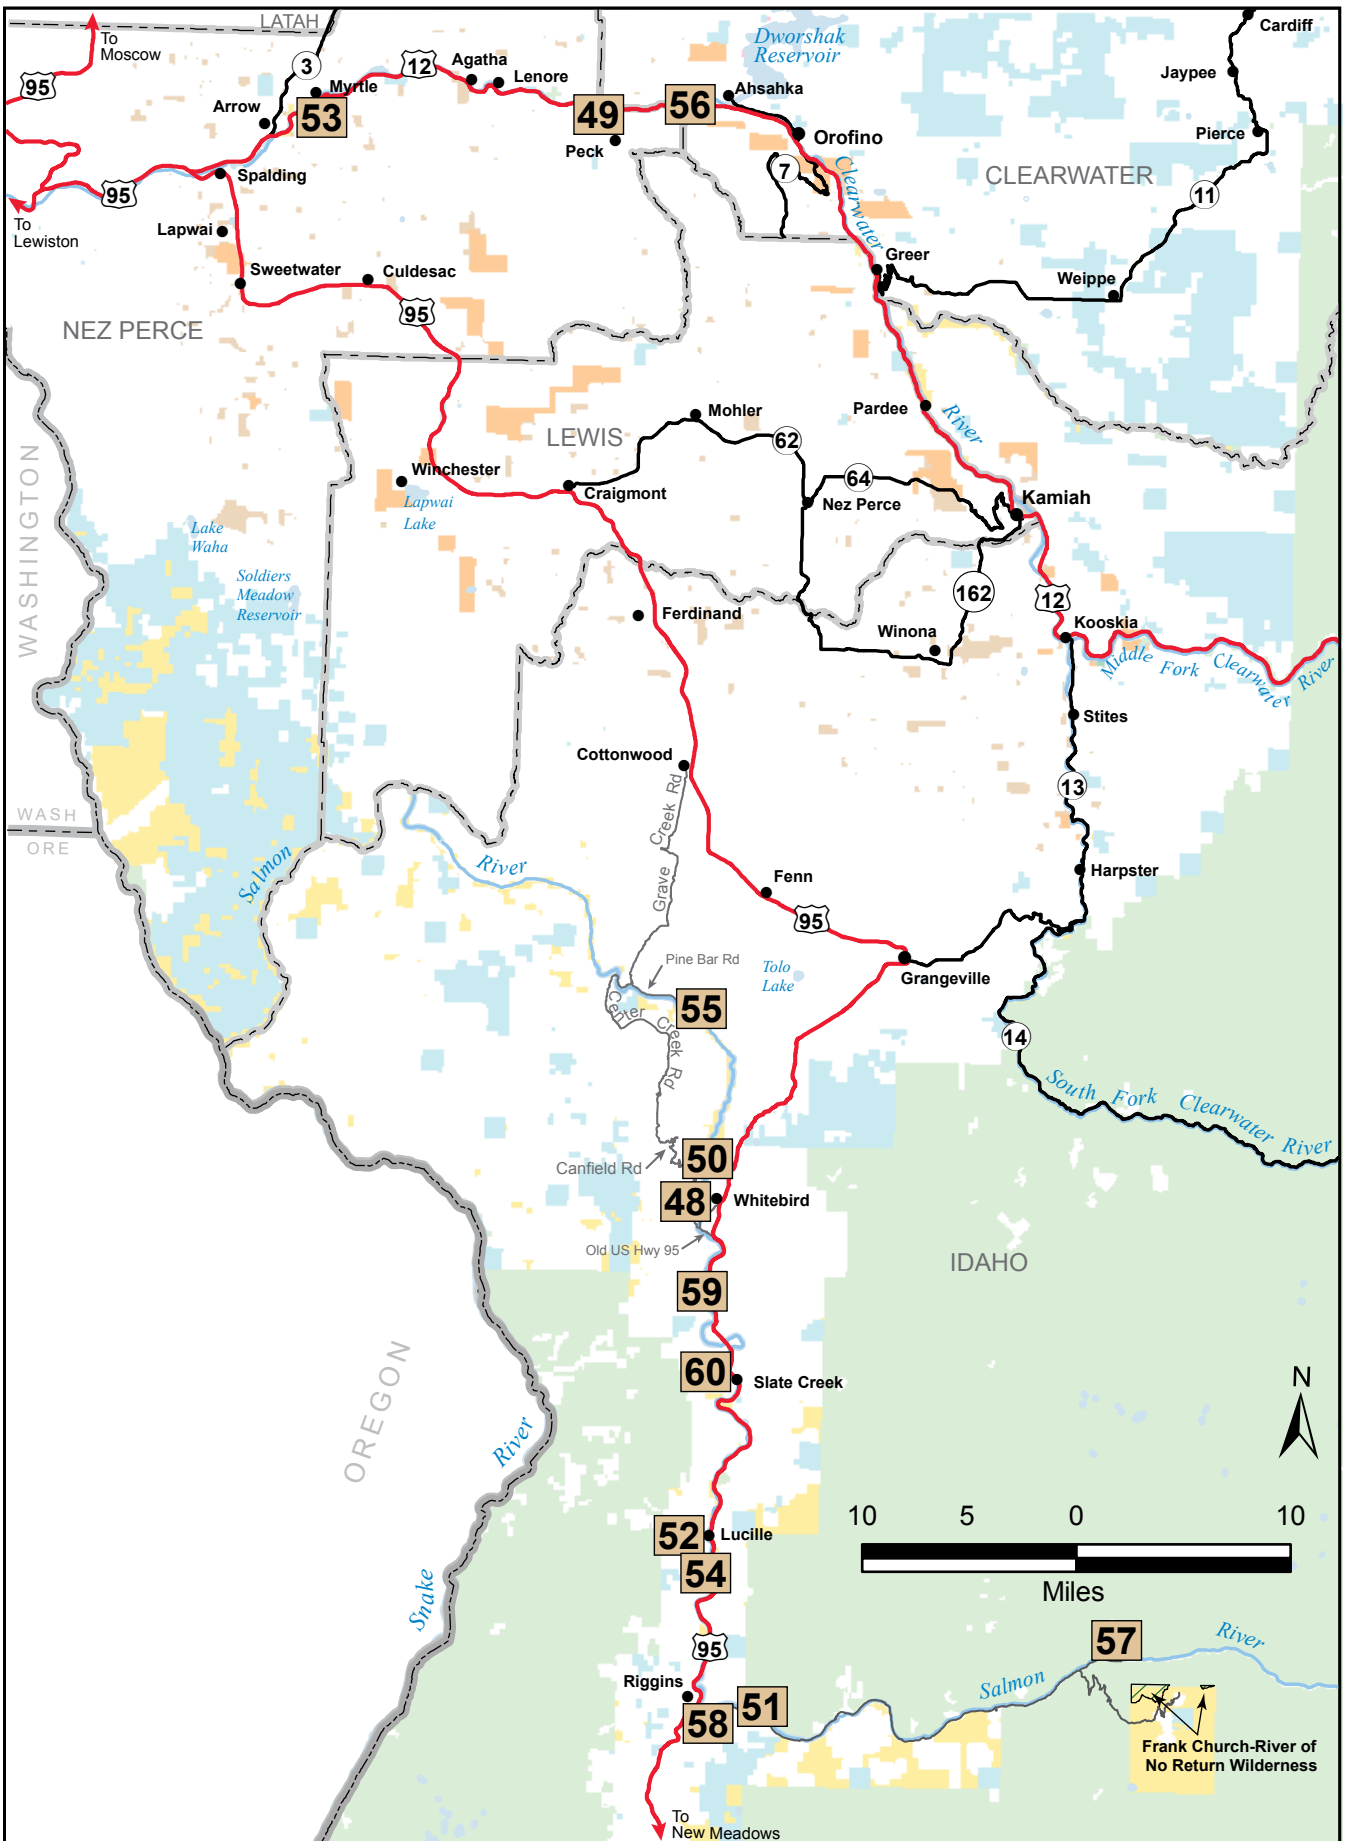 LATAH
To
Moscow
95
3
Myrtle
12
Agatha
Lenore
Dworshak
Reservoir
Cardiff
Jaypee
Arrow
53
49
56
Ahsahka
Peck
Orofino
Pierce
7
Clearwater
CLEARWATER
11
Spalding
95
To
Lewiston
Lapwai
Sweetwater
Culdesac
95
Greer
Weippe
NEZ PERCE
Mohler
Pardee
River
LEWIS
62
Winchester
Lapwai
Lake
Craigmont
64
Nez Perce
Kamiah
WASHINGTON
Lake
Waha
Soldiers
Meadow
Reservoir
162
12
Ferdinand
Winona
Kooskia
Middle Fork Clearwater River
Stites
Cottonwood
13
Grave Creek Rd
WASH
ORE
Salmon
River
Harpster
Fenn
95
Pine Bar Rd
Tolo
Lake
Grangeville
Center Creek Rd
55
14
South Fork Clearwater River
Canfield Rd
50
48
Whitebird
Old US Hwy 95
IDAHO
59
OREGON
60
Slate Creek
N
River
Snake
52
Lucille
54
10 5 0 10
Miles
95
57
River
Salmon
Riggins
58
51
Frank Church-River of
No Return Wilderness
To
New Meadows